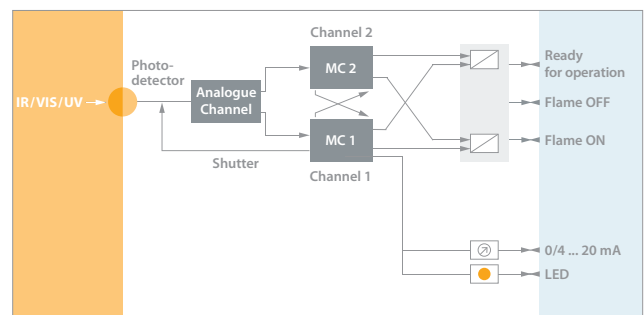 Channel 2
Photo-
detector
Ready
for operation
MC 2
Analogue
Channel
IR/VIS/UV
Flame OFF
MC 1
Flame ON
Shutter
Channel 1
0/4 ... 20 mA
LED